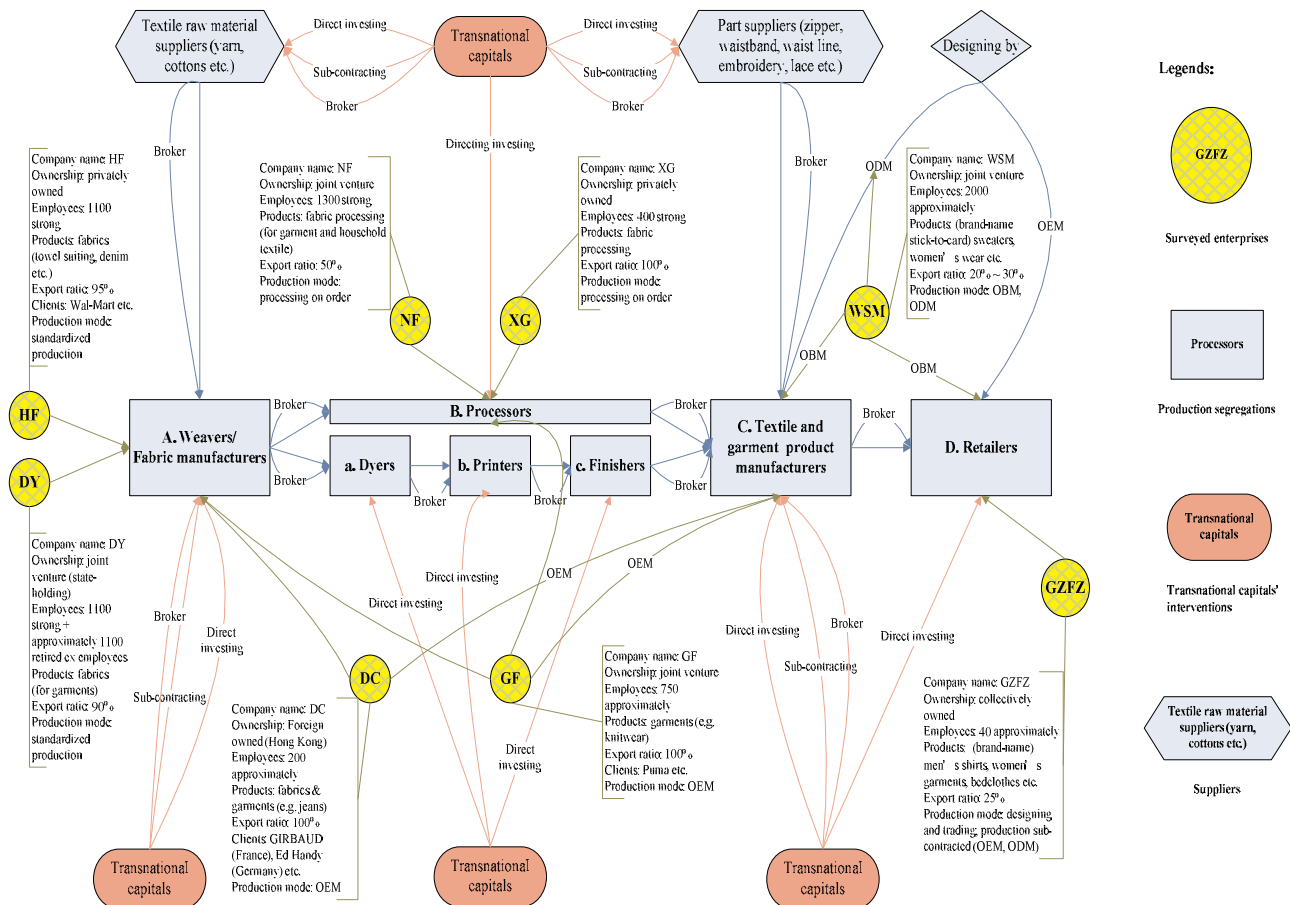 Textile raw material
suppliers (yarn,
cottons etc.)
Direct investing
Sub-contracting
Broker
Transnational
capitals
Direct investing
Sub-contracting
Broker
Part suppliers (zipper,
waistband, waist line,
embroidery, lace etc.)
Designing by
Legends:
GZFZ
Surveyed enterprises
Processors
Production segregations
Transnational
capitals
Transnational capitals'
interventions
Textile raw material
suppliers (yarn,
cottons etc.)
Suppliers
Broker
Directing investing
Broker
ODM
OEM
Company name: HF
Ownership: privately
owned
Employees: 1100
strong
Products: fabrics
(towel suiting, denim
etc.)
Export ratio: 95%
Clients: Wal-Mart etc.
Production mode:
standardized
production
Company name: NF
Ownership: joint venture
Employees: 1300 strong
Products: fabric processing
(for garment and household
textile)
Export ratio: 50%
Production mode:
processing on order
Company name: XG
Ownership: privately
owned
Employees: 400 strong
Products: fabric
processing
Export ratio: 100%
Production mode:
processing on order
Company name: WSM
Ownership: joint venture
Employees: 2000
approximately
Products: (brand-name
stick-to-card) sweaters,
women' s wear etc.
Export ratio: 20% ~ 30%
Production mode: OBM,
ODM
NF
XG
WSM
OBM
OBM
HF
DY
A. Weavers/
Fabric manufacturers
Broker
Broker
B. Processors
a. Dyers
Broker
b. Printers
Broker
c. Finishers
Broker
Broker
C. Textile and
garment product
manufacturers
Broker
D. Retailers
Company name: DY
Ownership: joint
venture (state-
holding)
Employees: 1100
strong +
approximately 1100
retired ex employees
Products: fabrics
(for garments)
Export ratio: 90%
Production mode:
standardized
production
Broker
Sub-contracting
Direct
investing
DC
GF
Direct investing
Direct investing
Direct
investing
OEM
OEM
Direct investing
Sub-contracting
Broker
Direct investing
GZFZ
Company name: DC
Ownership: Foreign
owned (Hong Kong)
Employees: 200
approximately
Products: fabrics &
garments (e.g. jeans)
Export ratio: 100%
Clients: GIRBAUD
(France), Ed Handy
(Germany) etc.
Production mode: OEM
Company name: GF
Ownership: joint venture
Employees: 750
approximately
Products: garments (e.g.
knitwear)
Export ratio: 100%
Clients: Puma etc.
Production mode: OEM
Company name: GZFZ
Ownership: collectively
owned
Employees: 40 approximately
Products: (brand-name)
men' s shirts, women' s
garments, bedclothes etc.
Export ratio: 25%
Production mode: designing
and trading; production sub-
contracted (OEM, ODM)
Transnational
capitals
Transnational
capitals
Transnational
capitals